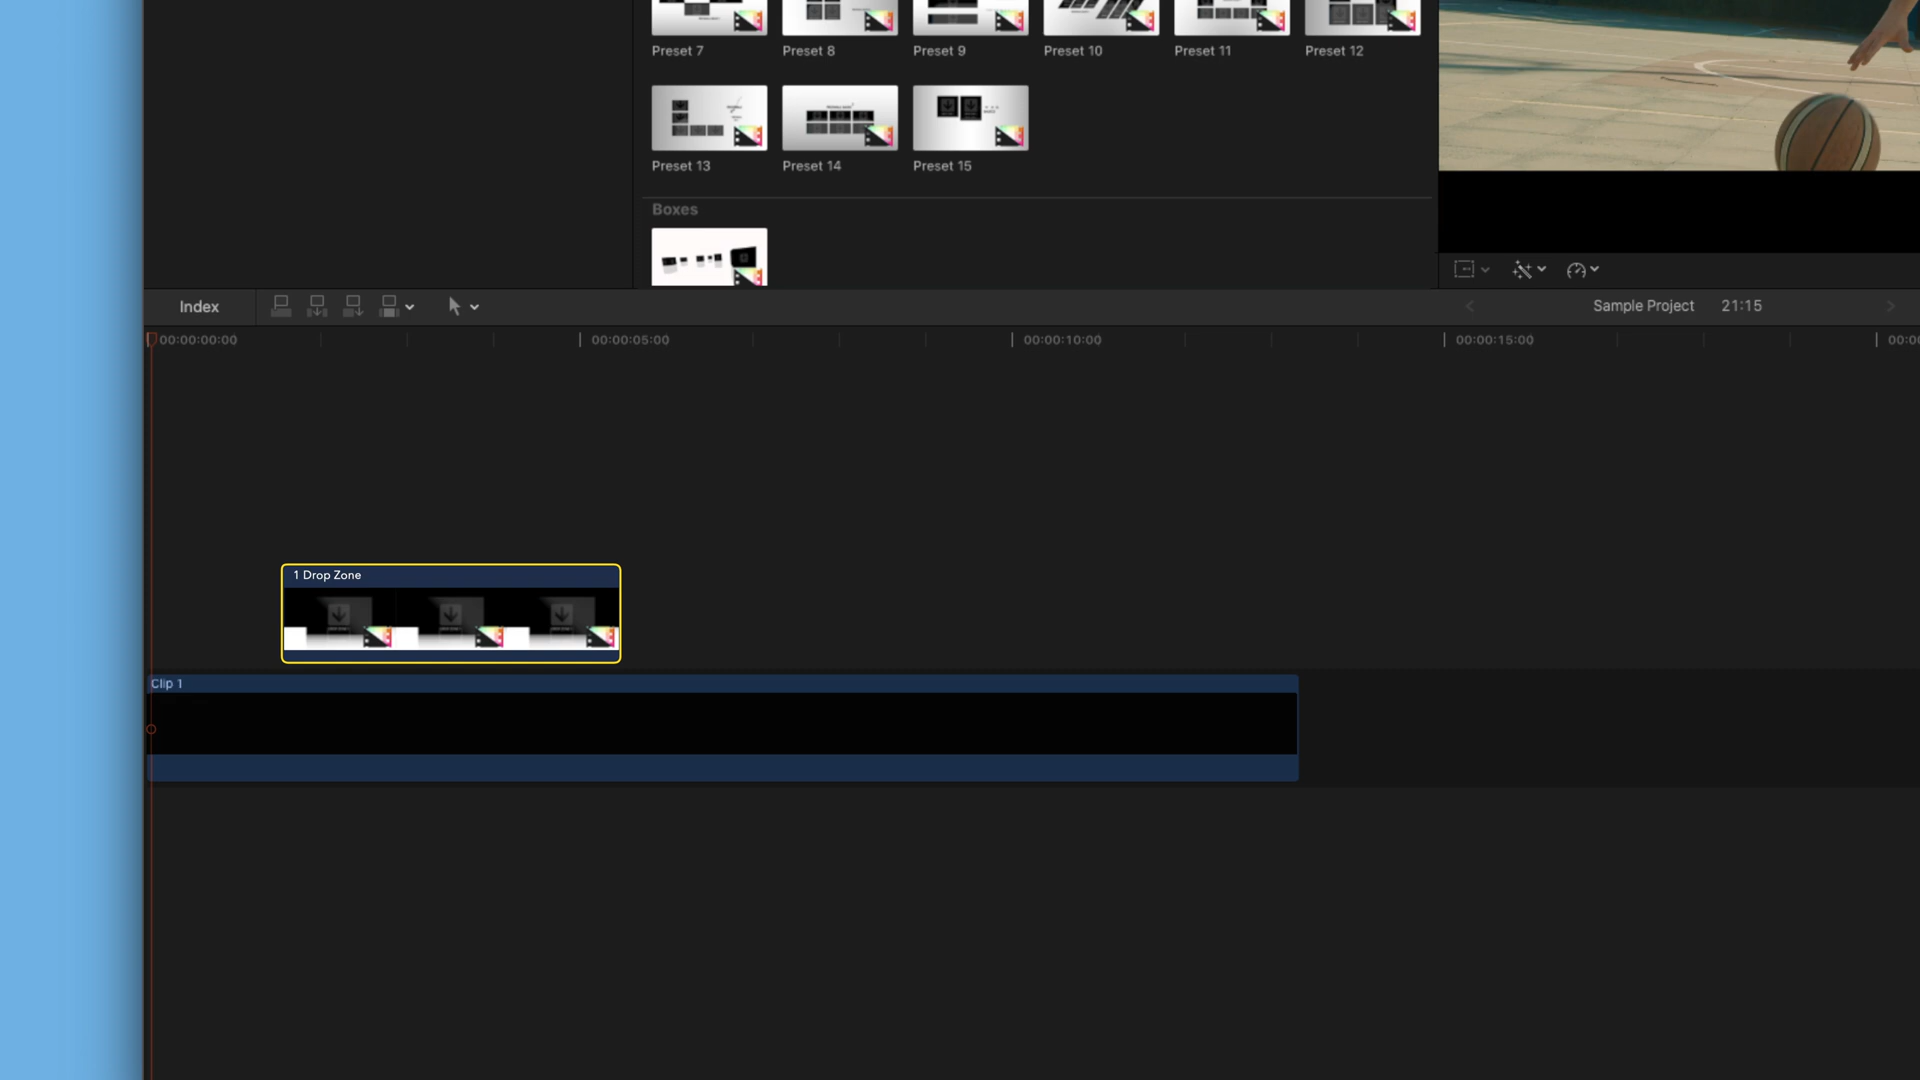 Preset 7
Preset 8
Preset 9
Preset 10
Preset 11
Preset 12
Preset 13
Preset 14
Preset 15
Boxes
Index
Sample Project 21:15
00:00:00:00
00:00:05:00
00:00:10:00
00:00:15:00
00:00
1 Drop Zone
Clip 1